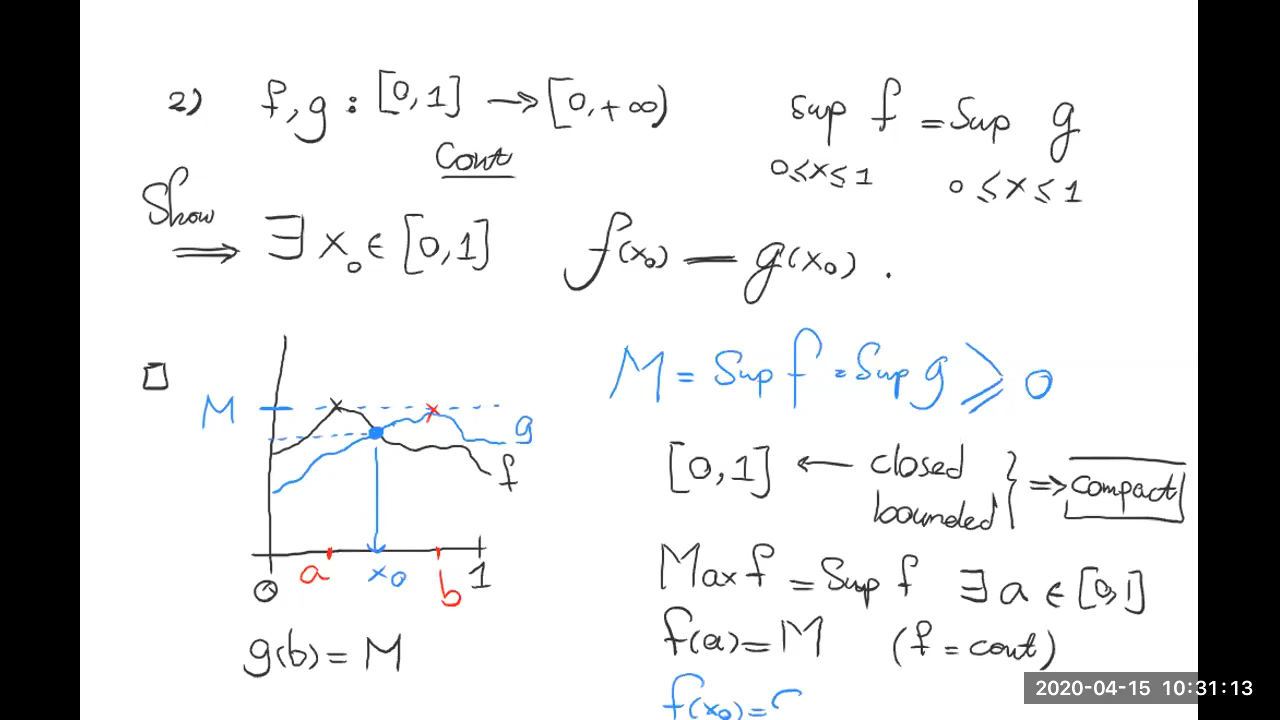 2) f, g : [0, 1] → [0, +∞) sup f = Sup g
Cont 0≤x≤1 0≤x≤1
Show
⟹ ∃ x₀ ∈ [0, 1] f(x₀) — g(x₀) .
□ M = Sup f = Sup g ⩾ 0
M
g
f
[0, 1] ← closed
bounded } ⇒ compact
0 a x₀ b 1
Max f = Sup f ∃ a ∈ [0, 1]
g(b) = M
f(a) = M (f = cont)
f(x₀) =
2020-04-15 10:31:13